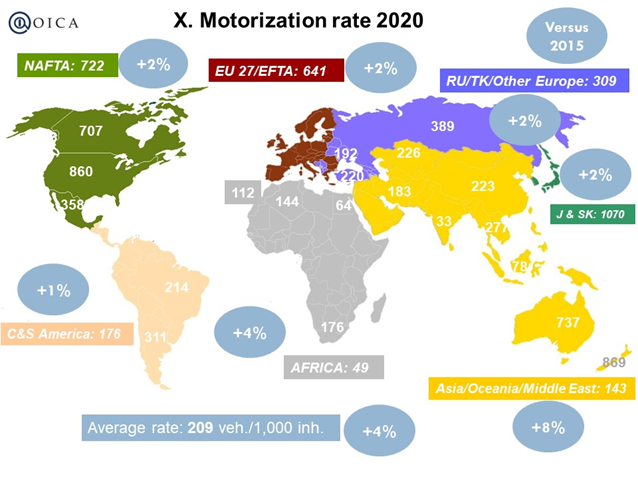 OICA
X. Motorization rate 2020
Versus
2015
NAFTA: 722
+2%
EU 27/EFTA: 641
+2%
RU/TK/Other Europe: 309
+2%
707
860
358
389
192
220
226
183
223
33
277
112
144
64
+2%
J & SK: 1070
+1%
C&S America: 176
214
311
+4%
176
AFRICA: 49
78
737
869
Asia/Oceania/Middle East: 143
+8%
Average rate: 209 veh./1,000 inh.
+4%